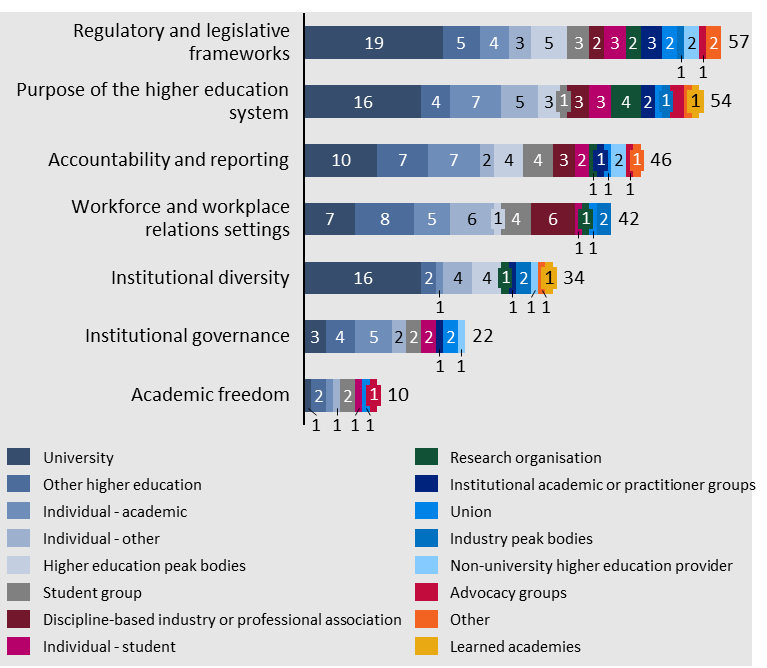 Regulatory and legislative
frameworks
19 5 4 3 5 3 2 3 2 3 2 2 2 57
1 1
Purpose of the higher education
system
16 4 7 5 3 1 3 3 4 2 1 1 54
Accountability and reporting
10 7 7 2 4 4 3 2 1 2 1 46
1 1 1
Workforce and workplace
relations settings
7 8 5 6 1 4 6 1 2 42
1 1
Institutional diversity
16 2 4 4 1 2 1 34
1 1 1 1
Institutional governance
3 4 5 2 2 2 2 22
1 1
Academic freedom
2 2 1 10
1 1 1 1
University
Other higher education
Individual - academic
Individual - other
Higher education peak bodies
Student group
Discipline-based industry or professional association
Individual - student
Research organisation
Institutional academic or practitioner groups
Union
Industry peak bodies
Non-university higher education provider
Advocacy groups
Other
Learned academies